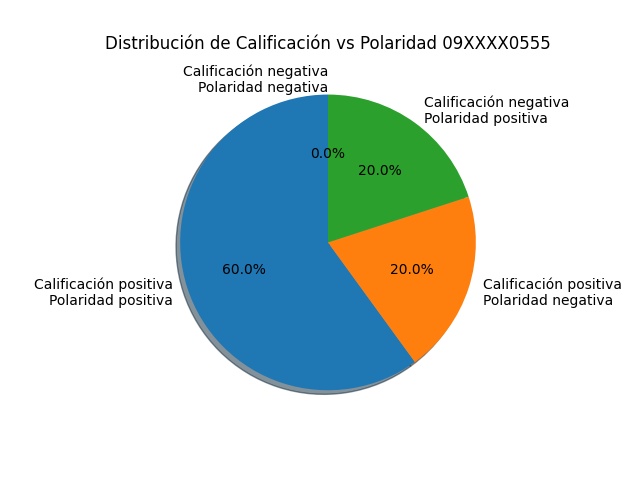 Distribución de Calificación vs Polaridad 09XXXX0555
Calificación negativa
Polaridad negativa
Calificación negativa
Polaridad positiva
0.0%
20.0%
60.0%
20.0%
Calificación positiva
Polaridad positiva
Calificación positiva
Polaridad negativa